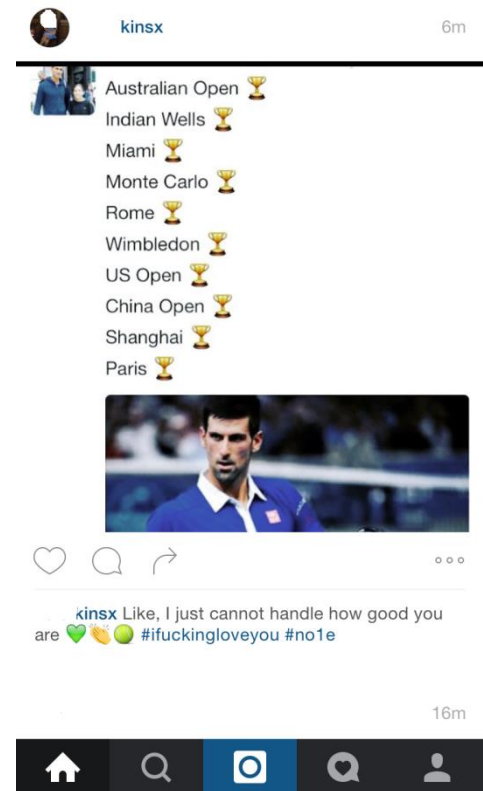 kinsx
6m
Australian Open 🏆
Indian Wells 🏆
Miami 🏆
Monte Carlo 🏆
Rome 🏆
Wimbledon 🏆
US Open 🏆
China Open 🏆
Shanghai 🏆
Paris 🏆
kinsx Like, I just cannot handle how good you
are 💚👏🎾 #ifuckingloveyou #no1e
16m